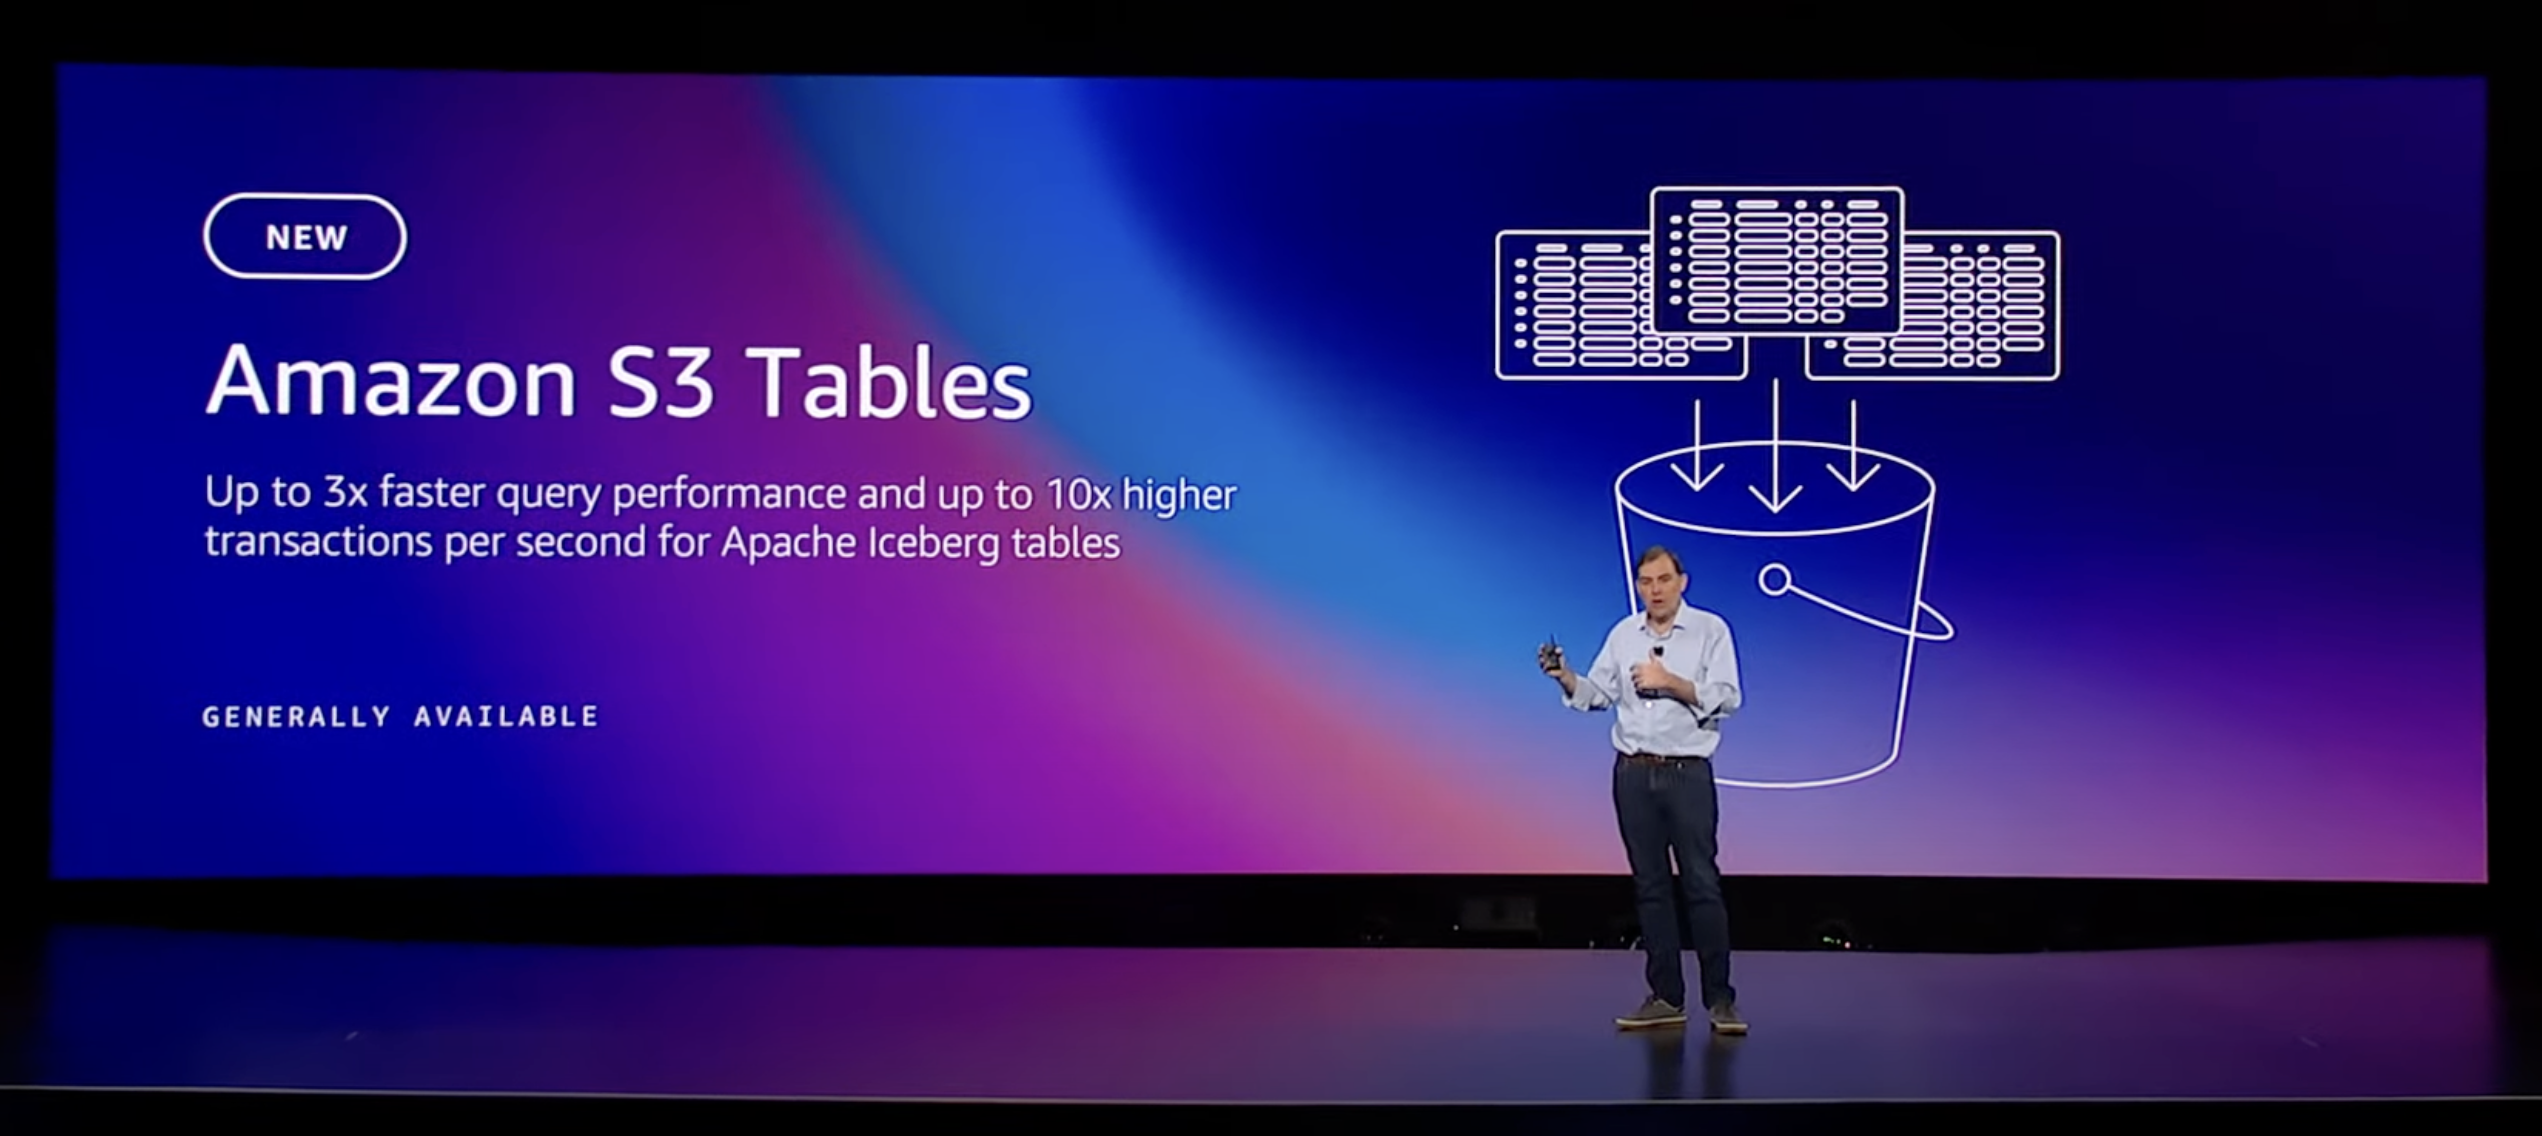 NEW
Amazon S3 Tables
Up to 3x faster query performance and up to 10x higher
transactions per second for Apache Iceberg tables
GENERALLY AVAILABLE